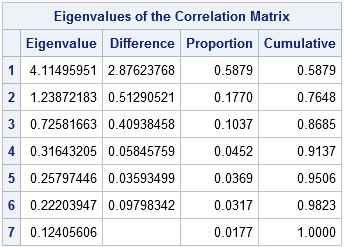 Eigenvalues of the Correlation Matrix
Eigenvalue Difference Proportion Cumulative
1 4.11495951 2.87623768 0.5879 0.5879
2 1.23872183 0.51290521 0.1770 0.7648
3 0.72581663 0.40938458 0.1037 0.8685
4 0.31643205 0.05845759 0.0452 0.9137
5 0.25797446 0.03593499 0.0369 0.9506
6 0.22203947 0.09798342 0.0317 0.9823
7 0.12405606 0.0177 1.0000